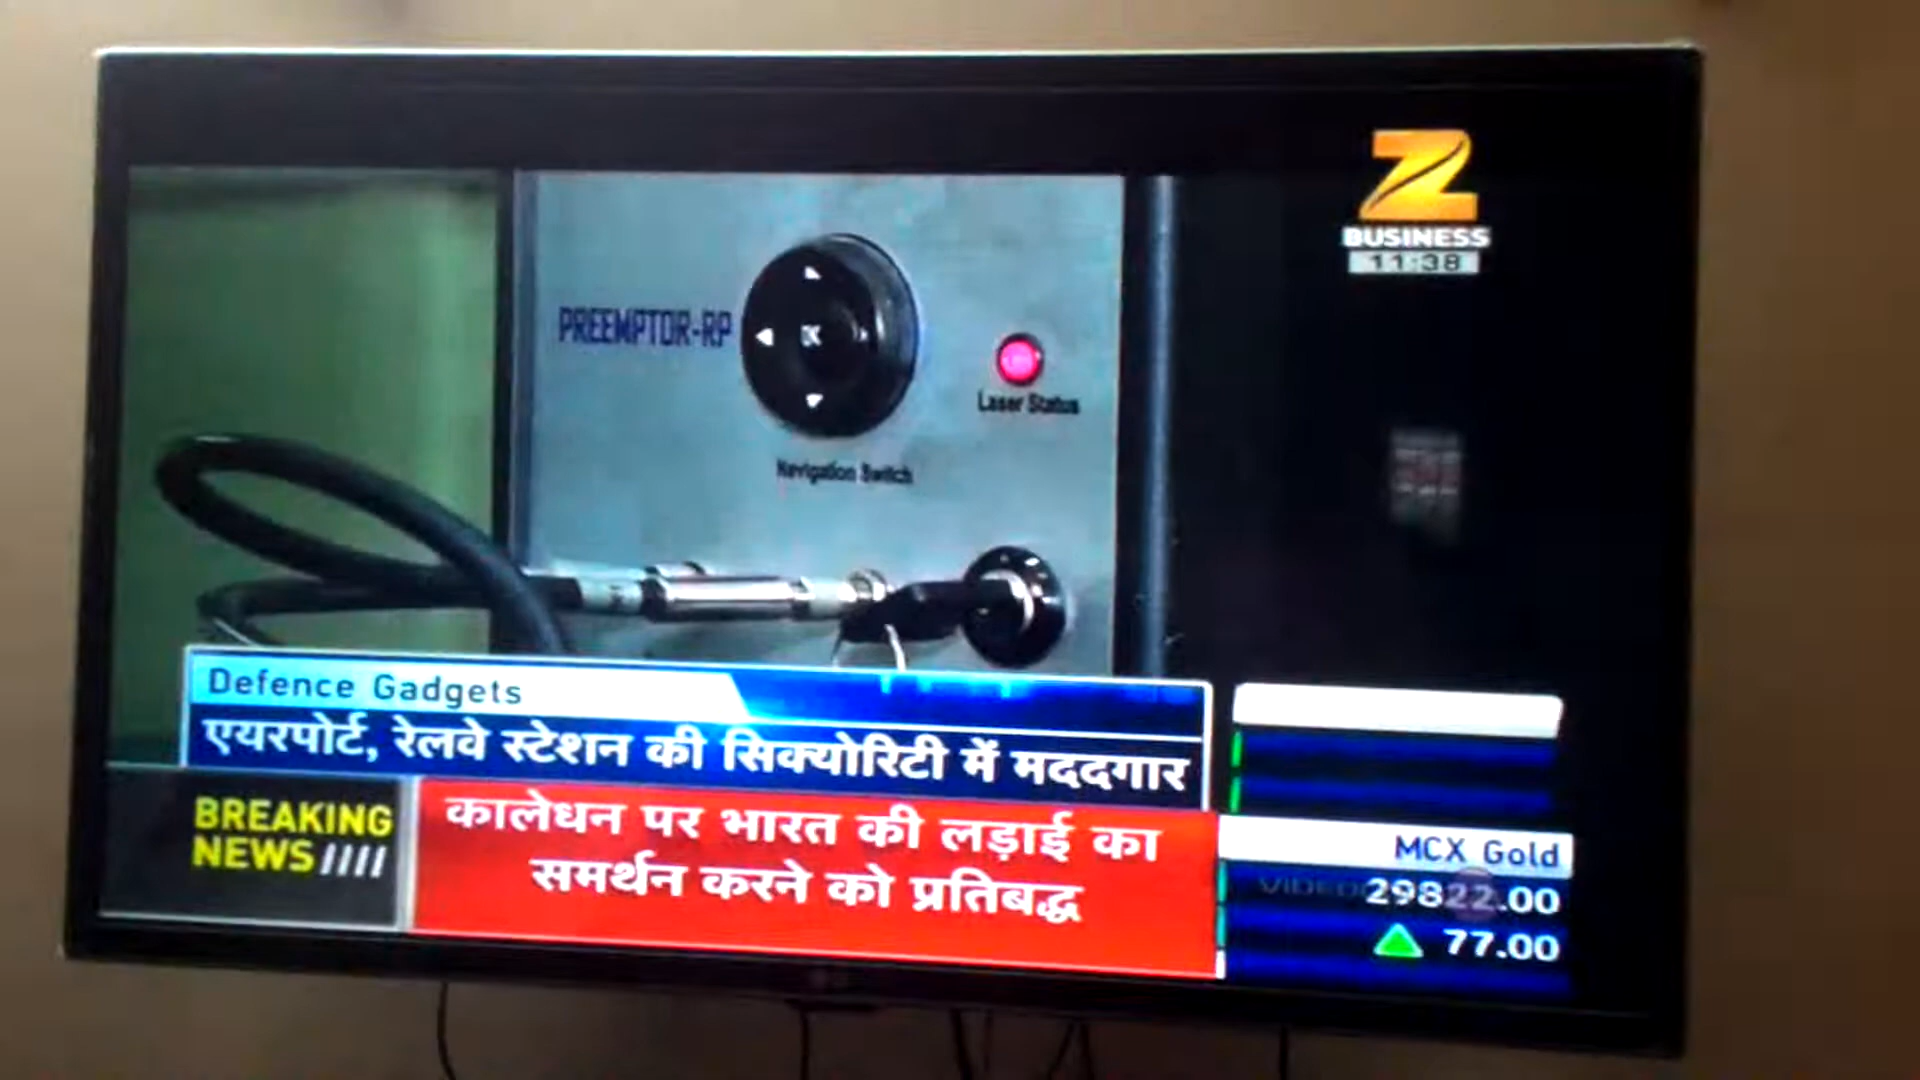 Z
BUSINESS
11:38
PREEMPTOR-RP
OK
Laser Status
Navigation Switch
Defence Gadgets
एयरपोर्ट, रेलवे स्टेशन की सिक्योरिटी में मददगार
BREAKING
NEWS ////
कालेधन पर भारत की लड़ाई का
समर्थन करने को प्रतिबद्ध
MCX Gold
29822.00
▲ 77.00